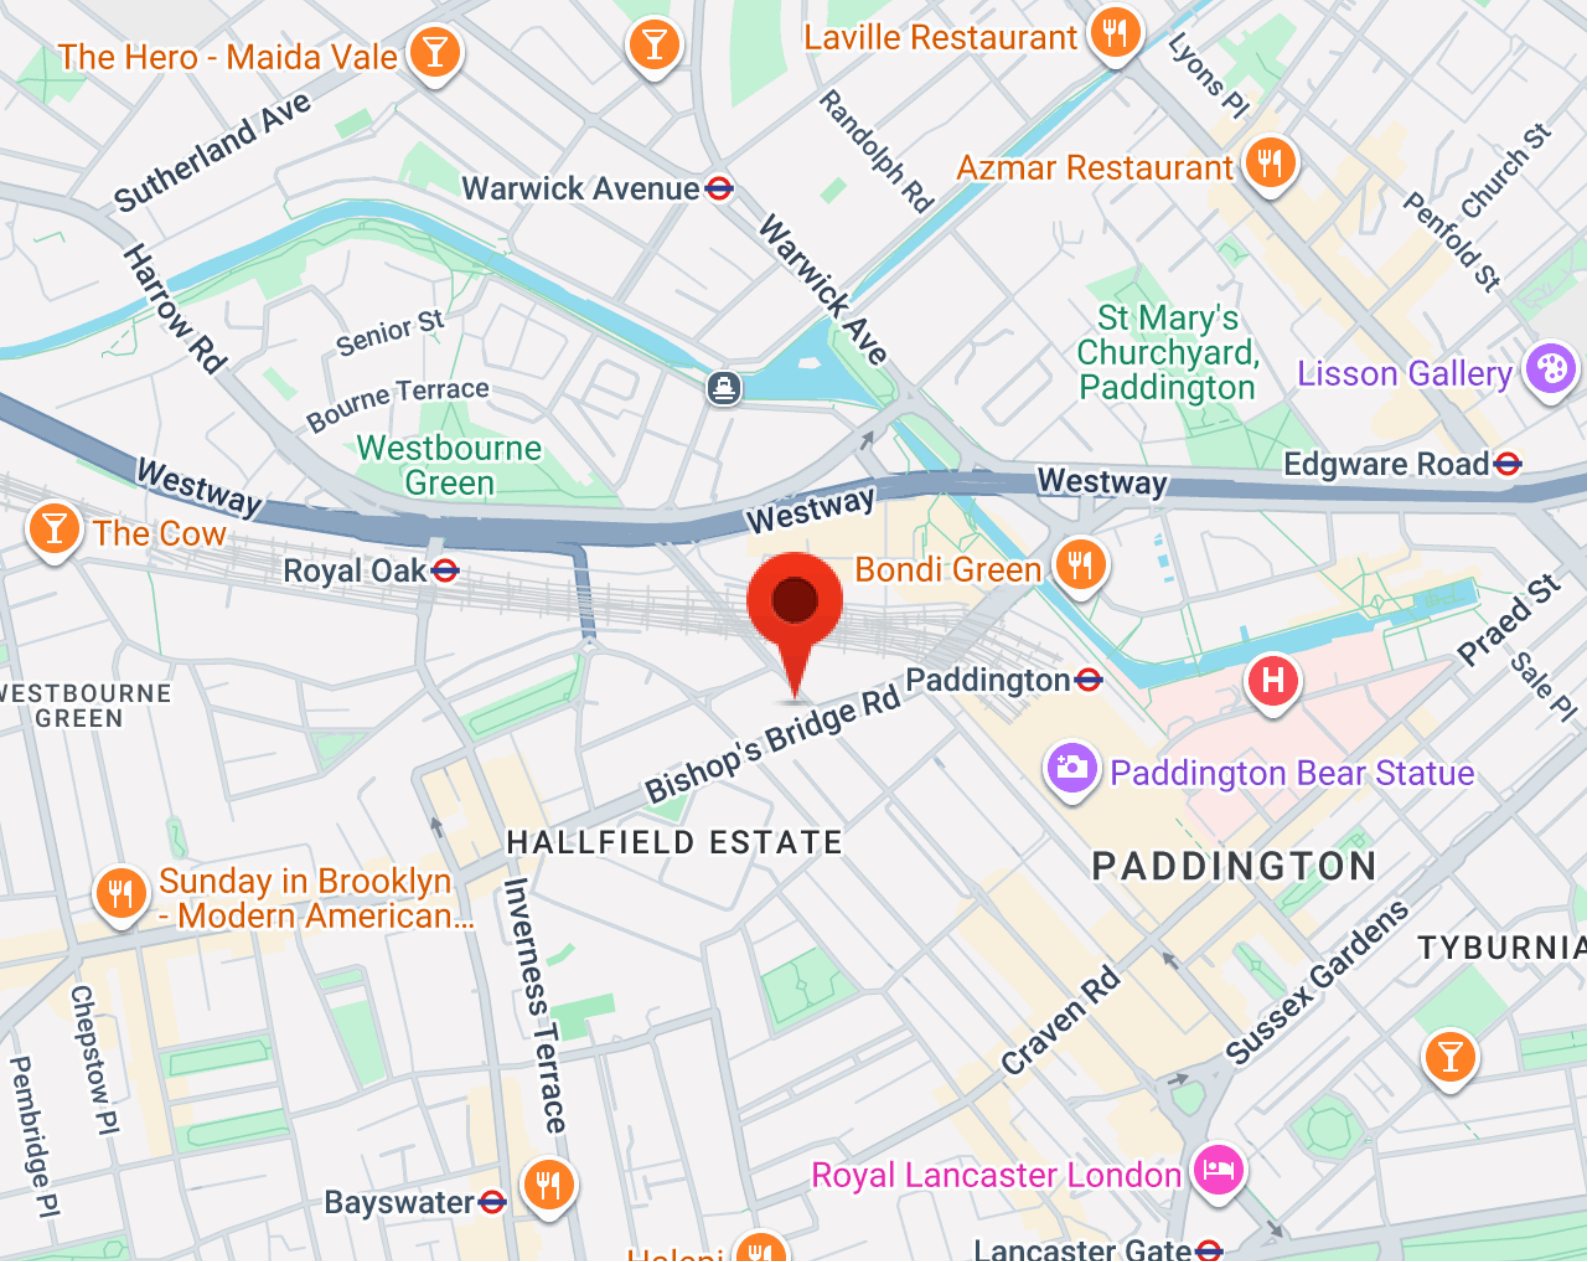 Laville Restaurant
The Hero - Maida Vale
Lyons Pl
Sutherland Ave
Randolph Rd
Church St
Azmar Restaurant
Warwick Avenue
Penfold St
Harrow Rd
Warwick Ave
St Mary's
Churchyard,
Paddington
Senior St
Lisson Gallery
Bourne Terrace
Westbourne
Green
Edgware Road
Westway
Westway
Westway
The Cow
Royal Oak
Bondi Green
Praed St
Paddington
H
Sale Pl
WESTBOURNE
GREEN
Bishop's Bridge Rd
Paddington Bear Statue
HALLFIELD ESTATE
PADDINGTON
Sunday in Brooklyn
- Modern American...
Inverness Terrace
Sussex Gardens
TYBURNIA
Chepstow Pl
Craven Rd
Pembridge Pl
Royal Lancaster London
Bayswater
Lancaster Gate